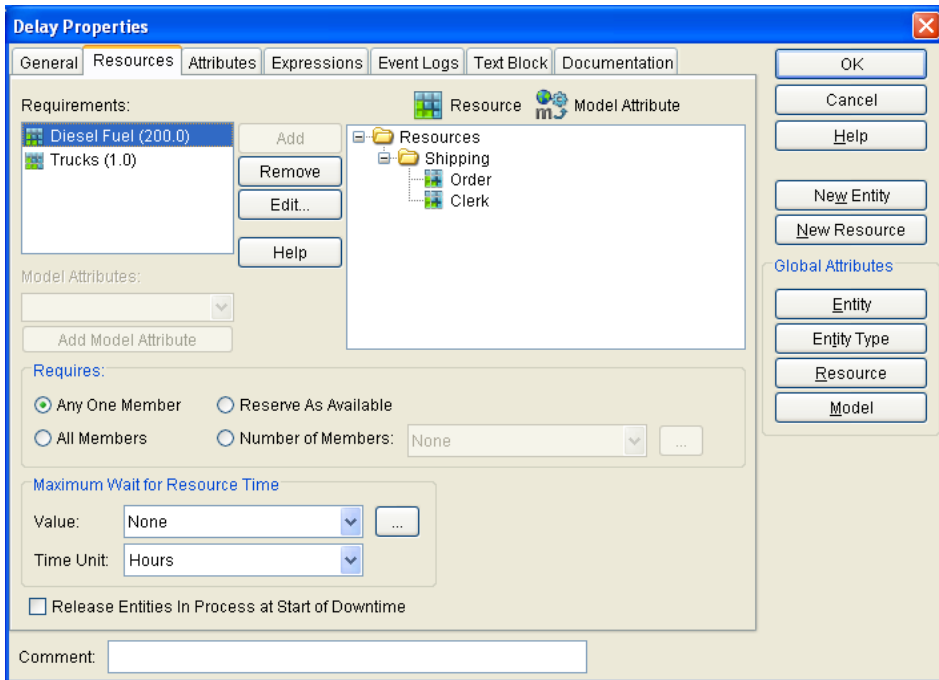 Delay Properties
General Resources Attributes Expressions Event Logs Text Block Documentation
OK
Cancel
Help
New Entity
New Resource
Global Attributes
Entity
Entity Type
Resource
Model
Requirements:
Diesel Fuel (200.0)
Trucks (1.0)
Add
Remove
Edit...
Help
Resource Model Attribute
Resources
Shipping
Order
Clerk
Model Attributes:
Add Model Attribute
Requires:
Any One Member Reserve As Available
All Members Number of Members: None ...
Maximum Wait for Resource Time
Value: None ...
Time Unit: Hours
Release Entities In Process at Start of Downtime
Comment: